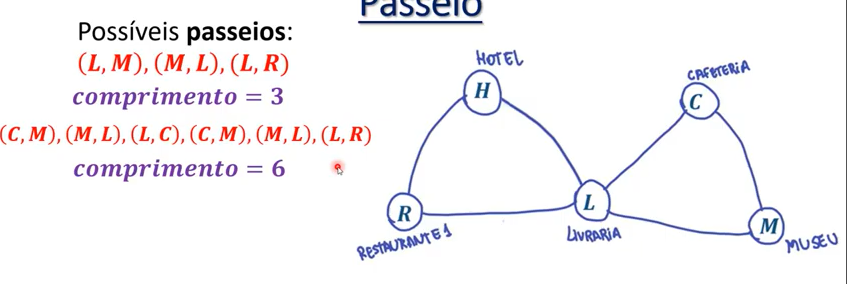 Passeio
Possíveis passeios:
(L, M), (M, L), (L, R)
comprimento = 3
(C, M), (M, L), (L, C), (C, M), (M, L), (L, R)
comprimento = 6
HOTEL
H
CAFETERIA
C
R
RESTAURANTE 1
L
LIVRARIA
M
MUSEU